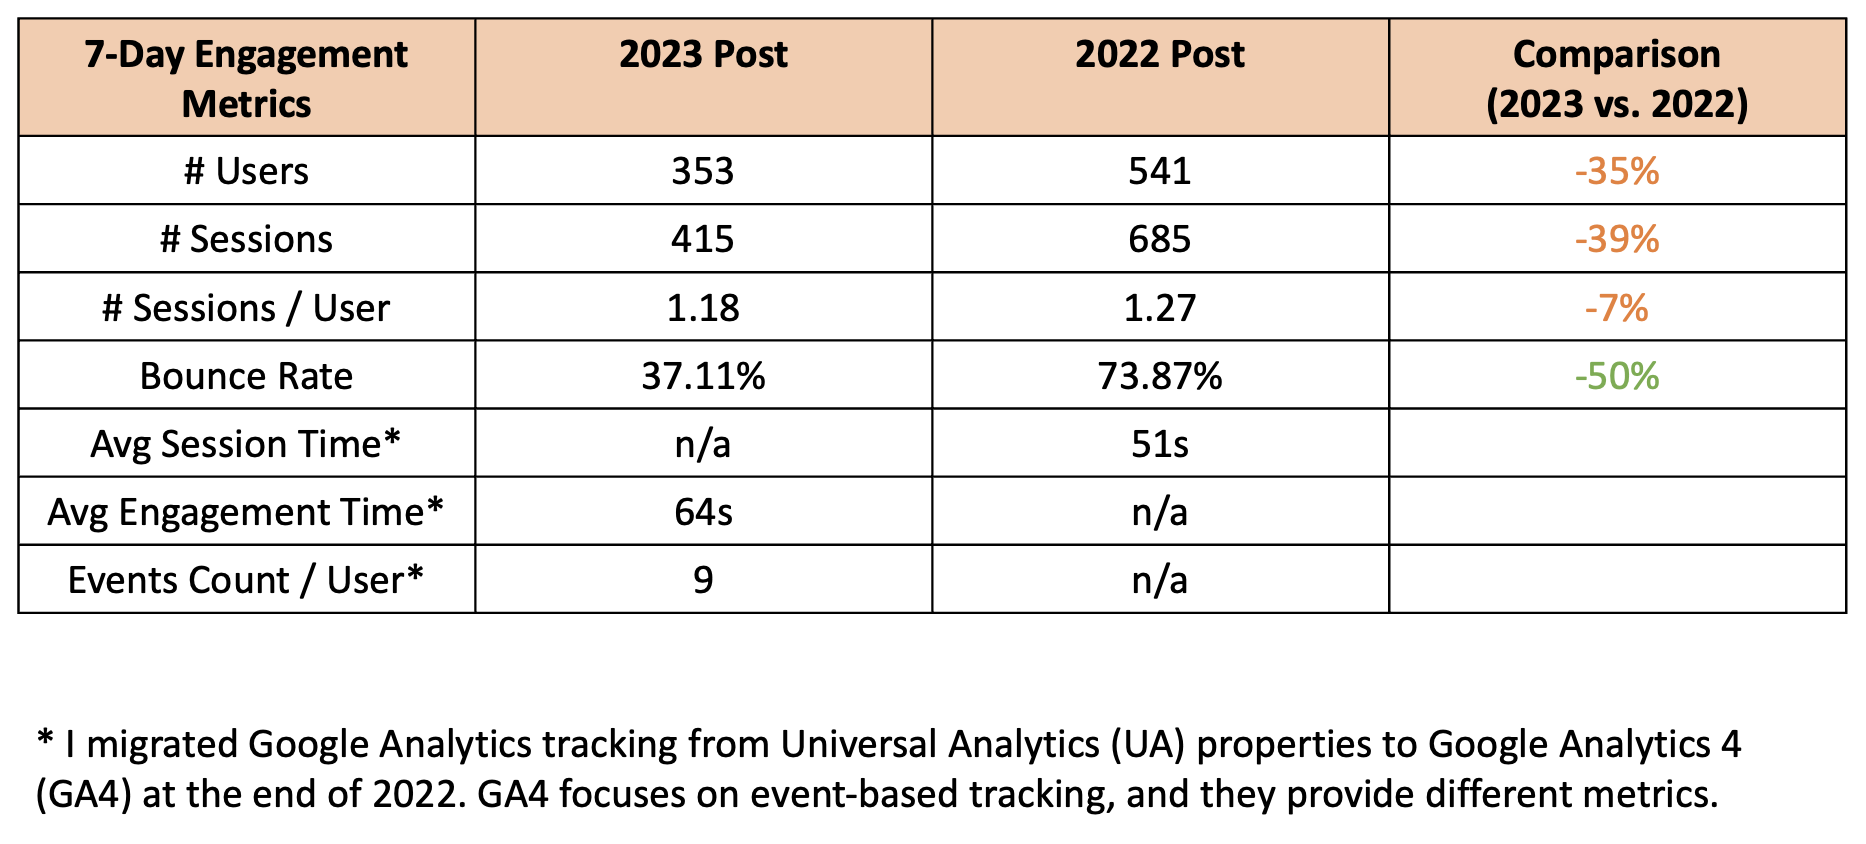 7-Day Engagement Metrics 2023 Post 2022 Post Comparison (2023 vs. 2022)
# Users 353 541 -35%
# Sessions 415 685 -39%
# Sessions / User 1.18 1.27 -7%
Bounce Rate 37.11% 73.87% -50%
Avg Session Time* n/a 51s
Avg Engagement Time* 64s n/a
Events Count / User* 9 n/a
* I migrated Google Analytics tracking from Universal Analytics (UA) properties to Google Analytics 4
(GA4) at the end of 2022. GA4 focuses on event-based tracking, and they provide different metrics.